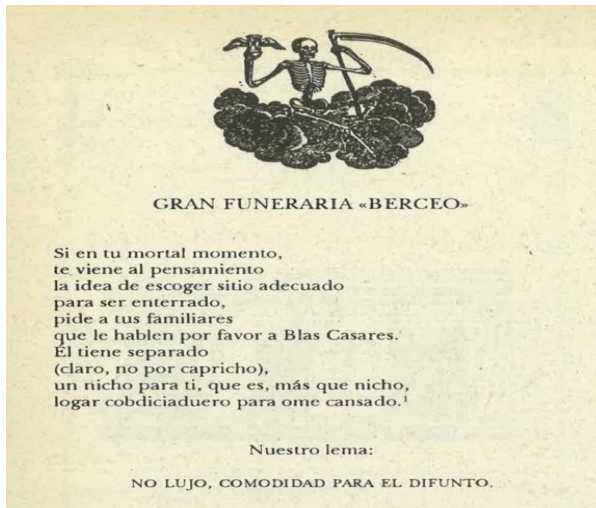 GRAN FUNERARIA «BERCEO»
Si en tu mortal momento,
te viene al pensamiento
la idea de escoger sitio adecuado
para ser enterrado,
pide a tus familiares
que le hablen por favor a Blas Casares.
Él tiene separado
(claro, no por capricho),
un nicho para ti, que es, más que nicho,
logar cobdiciaduero para ome cansado.¹
Nuestro lema:
NO LUJO, COMODIDAD PARA EL DIFUNTO.